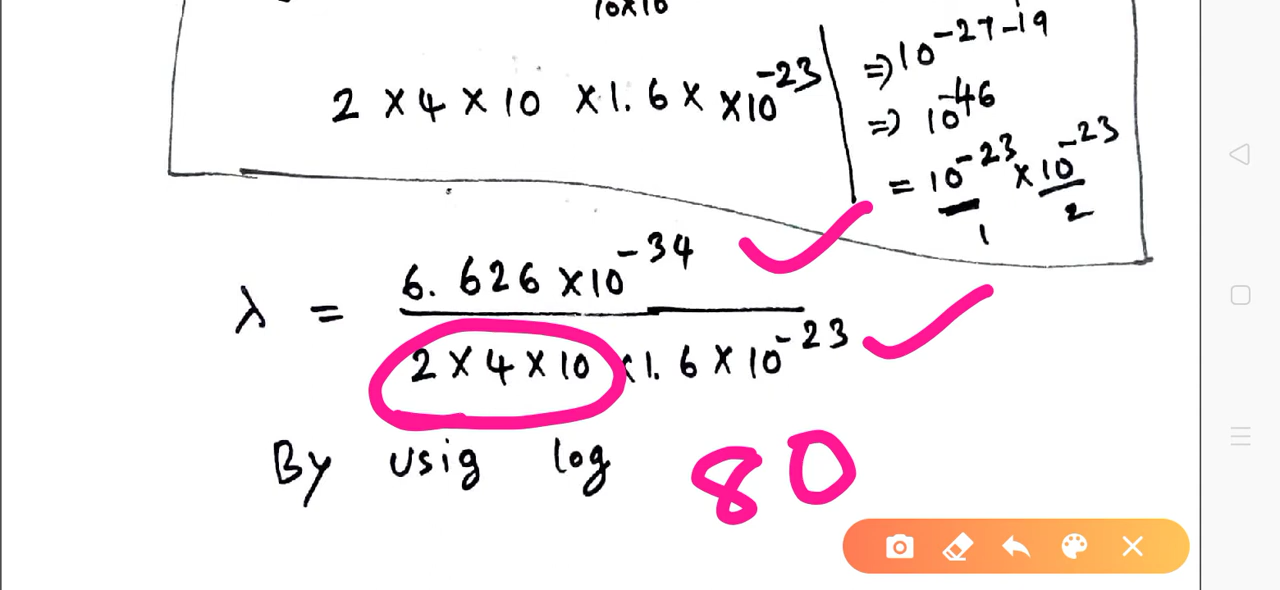 10x10
2 x 4 x 10 x 1.6 x x10⁻²³
⇒ 10⁻²⁷⁻¹⁹
⇒ 10⁻⁴⁶
= 10⁻²³ x 10⁻²³
1 2
6.626 x10⁻³⁴
λ =
2 x 4 x 10 x 1.6 x 10⁻²³
By usig log 80